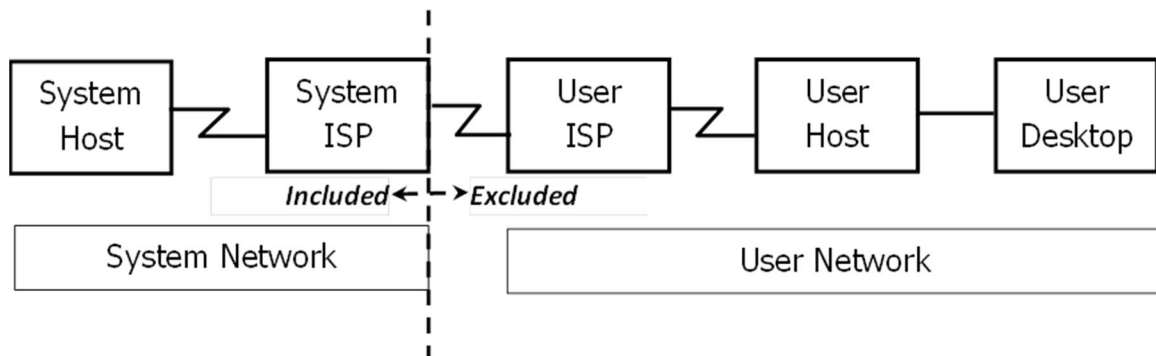 System
Host
System
ISP
User
ISP
User
Host
User
Desktop
Included
Excluded
System Network
User Network